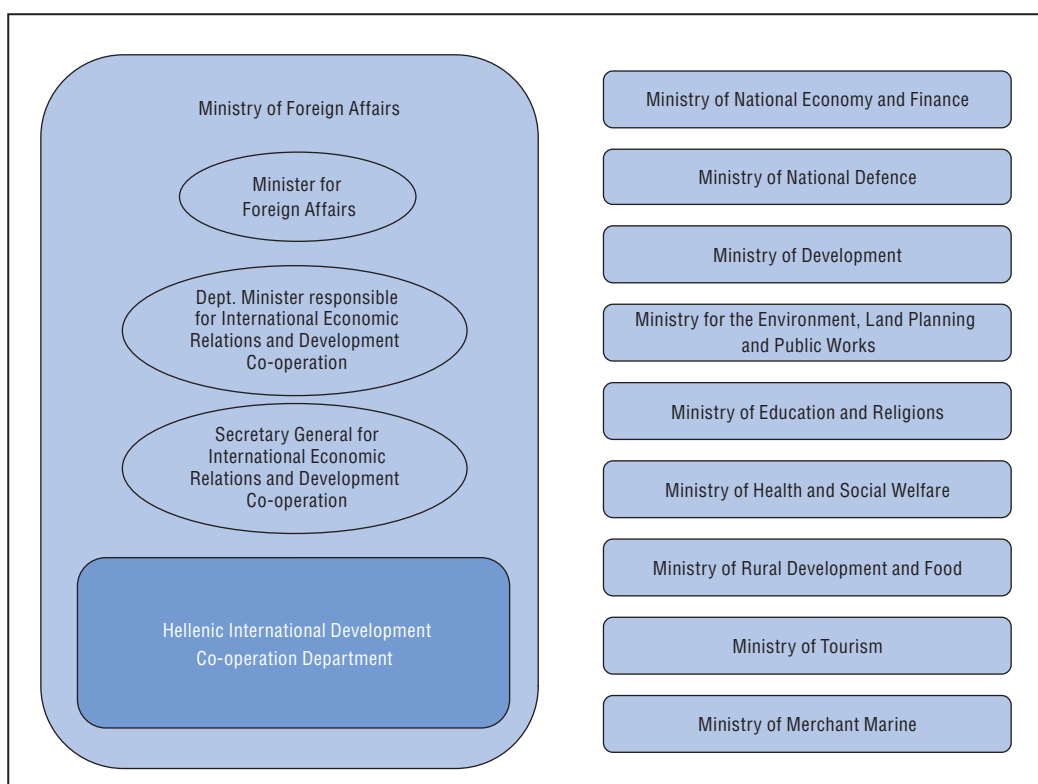 Ministry of Foreign Affairs
Minister for
Foreign Affairs
Dept. Minister responsible
for International Economic
Relations and Development
Co-operation
Secretary General for
International Economic
Relations and Development
Co-operation
Hellenic International Development
Co-operation Department
Ministry of National Economy and Finance
Ministry of National Defence
Ministry of Development
Ministry for the Environment, Land Planning
and Public Works
Ministry of Education and Religions
Ministry of Health and Social Welfare
Ministry of Rural Development and Food
Ministry of Tourism
Ministry of Merchant Marine